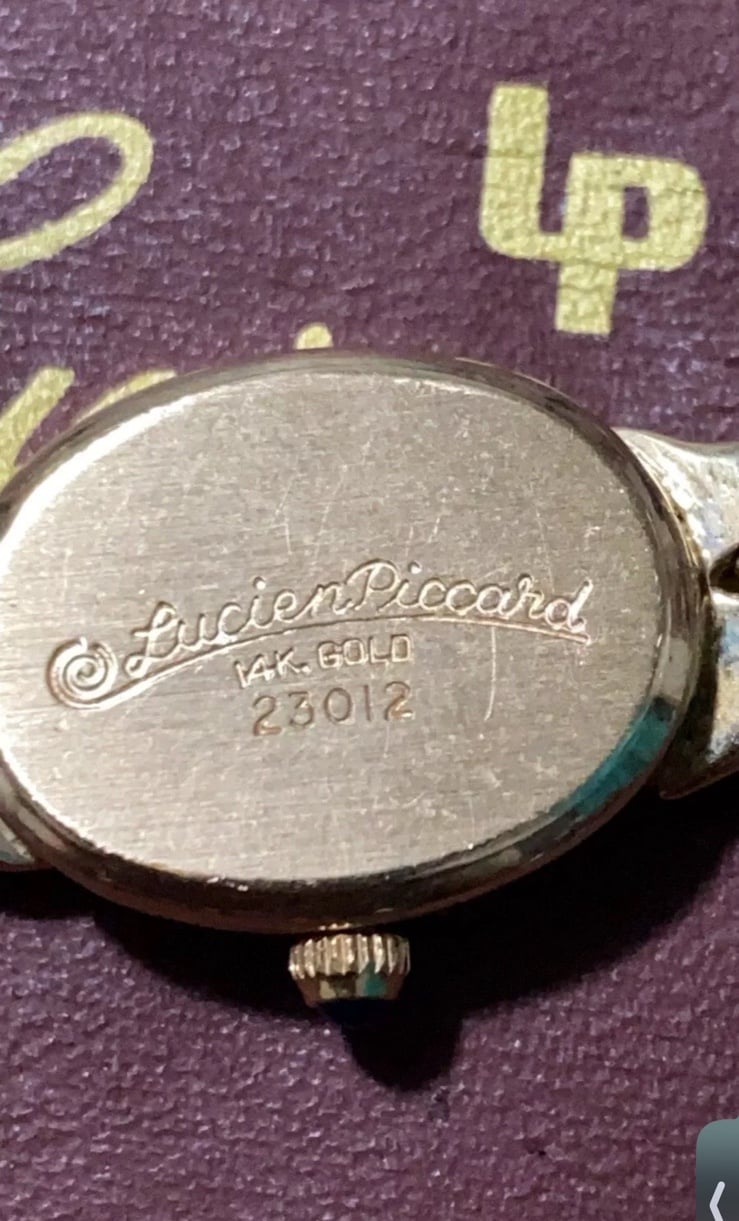 LP
Lucien Piccard
14K. GOLD
23012